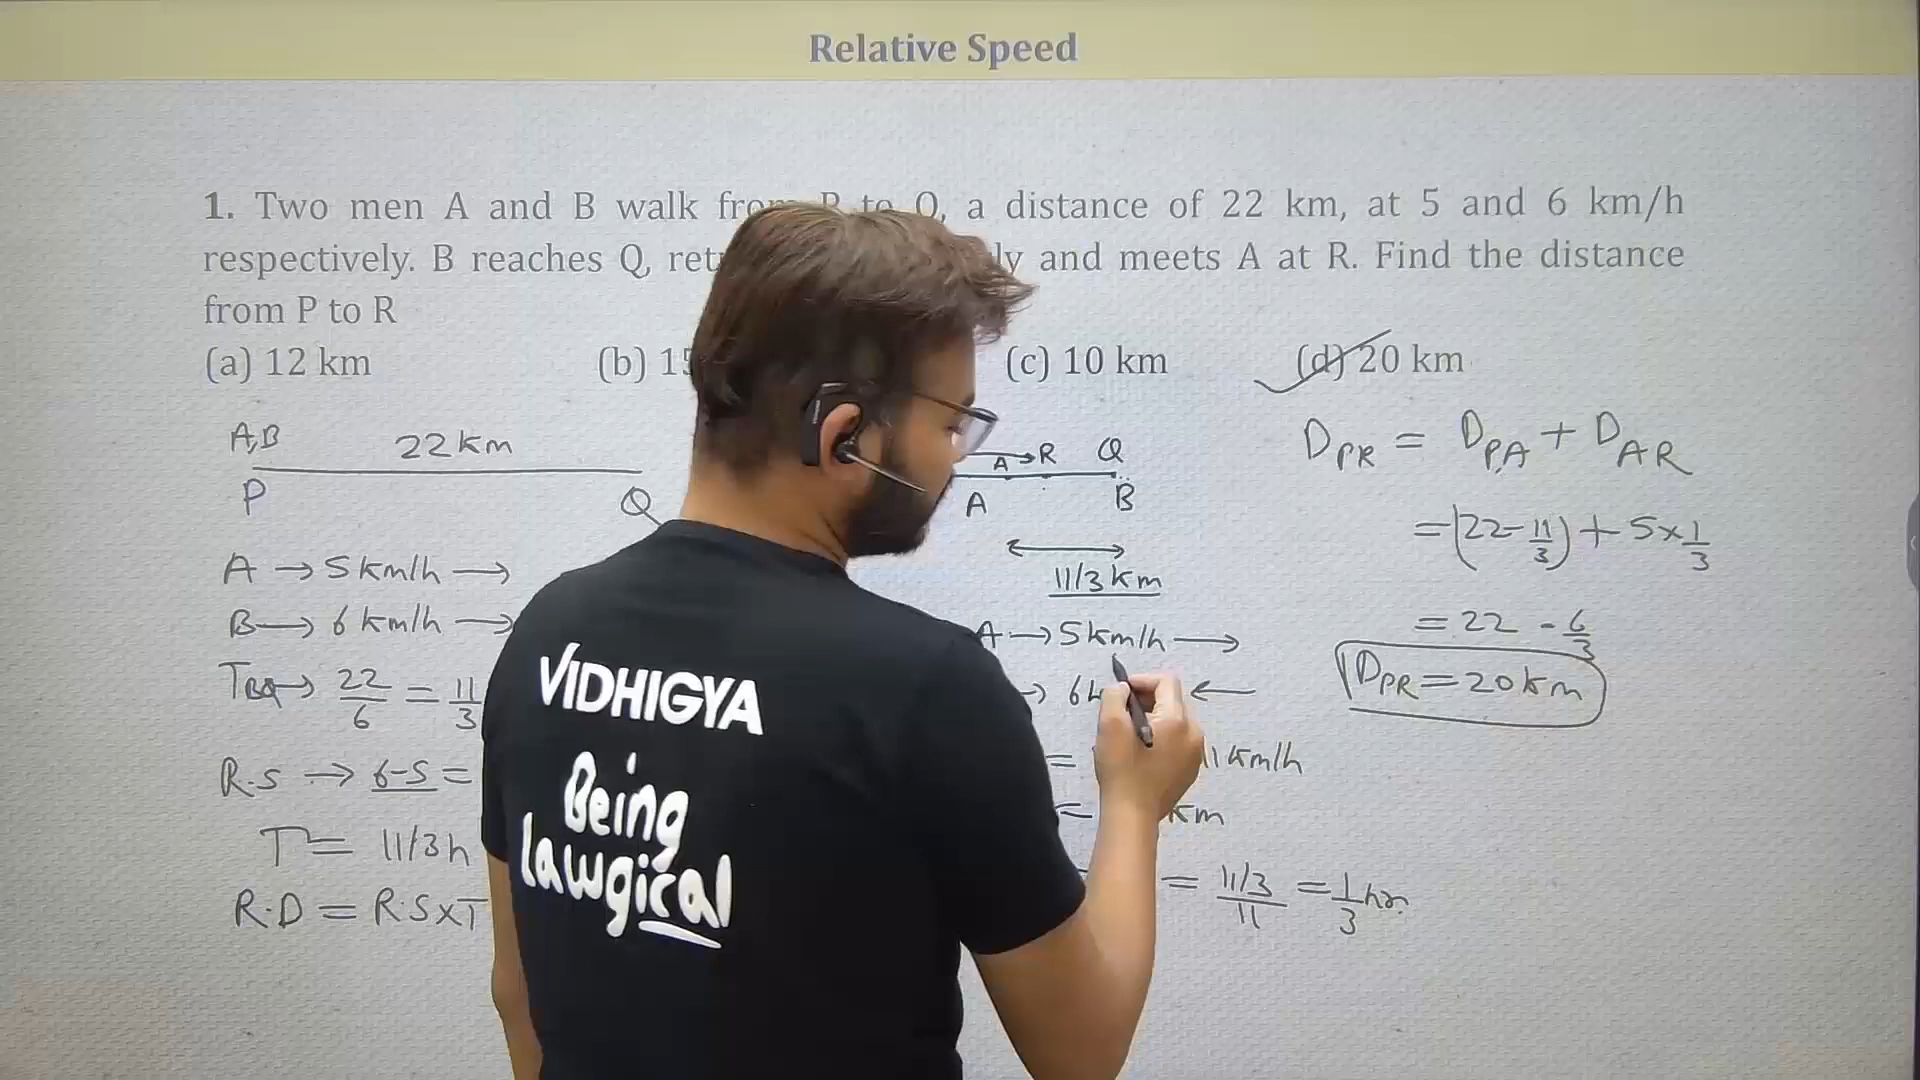 Relative Speed
1. Two men A and B walk from P to Q, a distance of 22 km, at 5 and 6 km/h
respectively. B reaches Q, ly and meets A at R. Find the distance
from P to R
(a) 12 km (b) (c) 10 km (d) 20 km
A,B 22 km
P Q
A → 5 km/h →
B → 6 km/h →
T_BQ → 22/6 = 11/3
R.S → 6-5 =
T = 11/3 h
R.D = R.S x T
A → R Q
A B
11/3 km
A → 5 km/h →
→ 6 ←
= 11 km/h
= km
= 11/3/11 = 1/3 hr.
D_PR = D_PA + D_AR
= (22 - 11/3) + 5 x 1/3
= 22 - 6/3
D_PR = 20 km
VIDHIGYA
Being
Lawgical